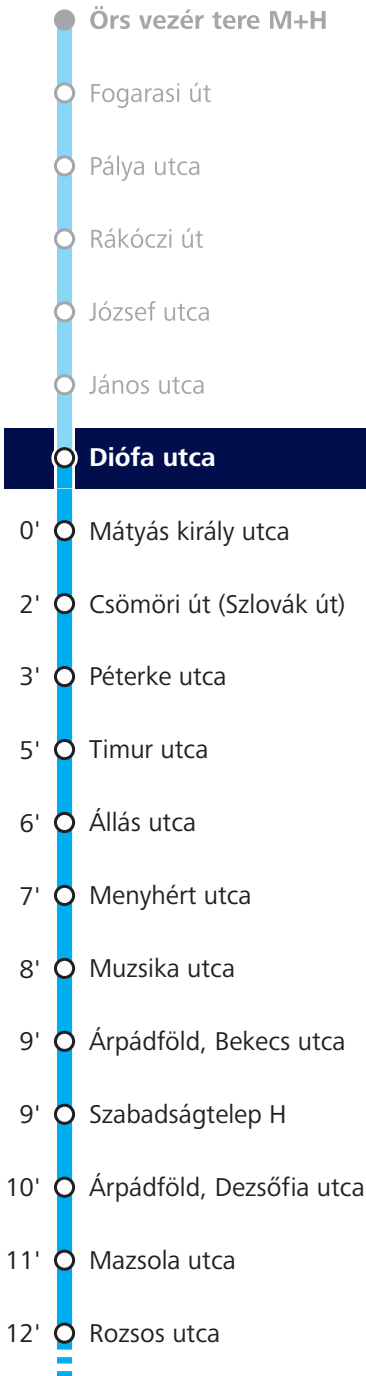 Örs vezér tere M+H
Fogarasi út
Pálya utca
Rákóczi út
József utca
János utca
Diófa utca
0' Mátyás király utca
2' Csömöri út (Szlovák út)
3' Péterke utca
5' Timur utca
6' Állás utca
7' Menyhért utca
8' Muzsika utca
9' Árpádföld, Bekecs utca
9' Szabadságtelep H
10' Árpádföld, Dezsőfia utca
11' Mazsola utca
12' Rozsos utca